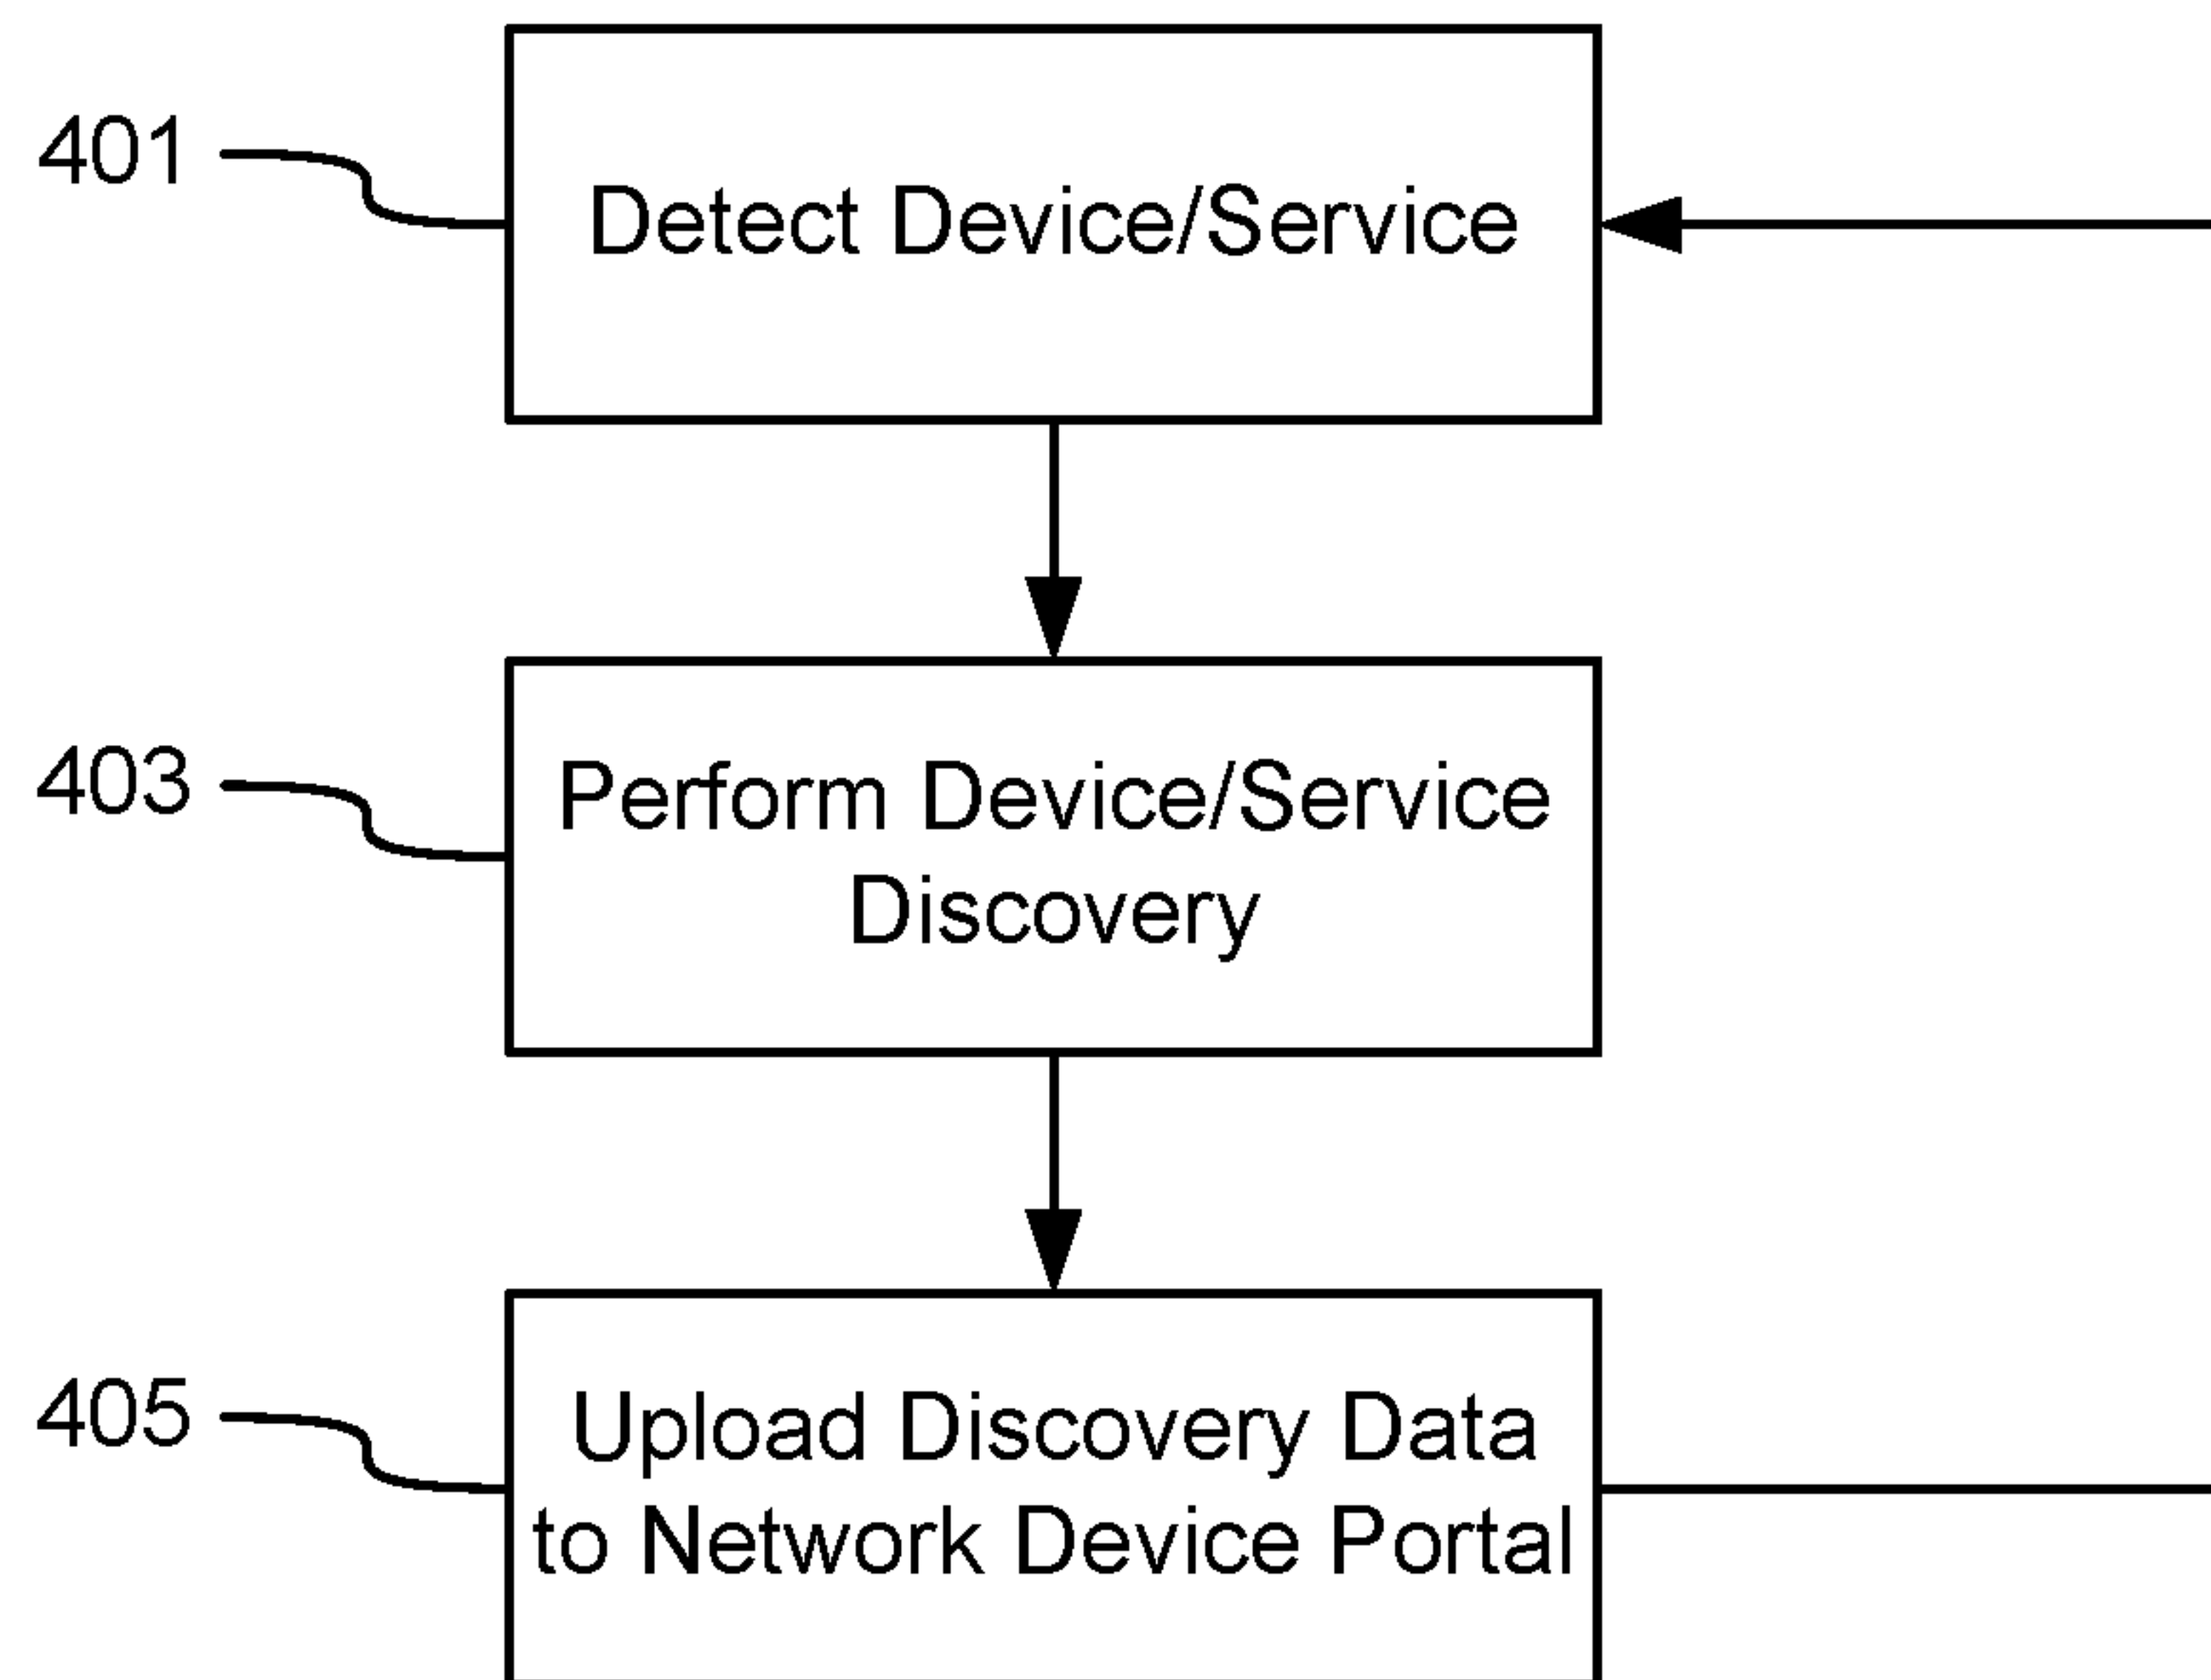 401
Detect Device/Service
403
Perform Device/Service
Discovery
405
Upload Discovery Data
to Network Device Portal